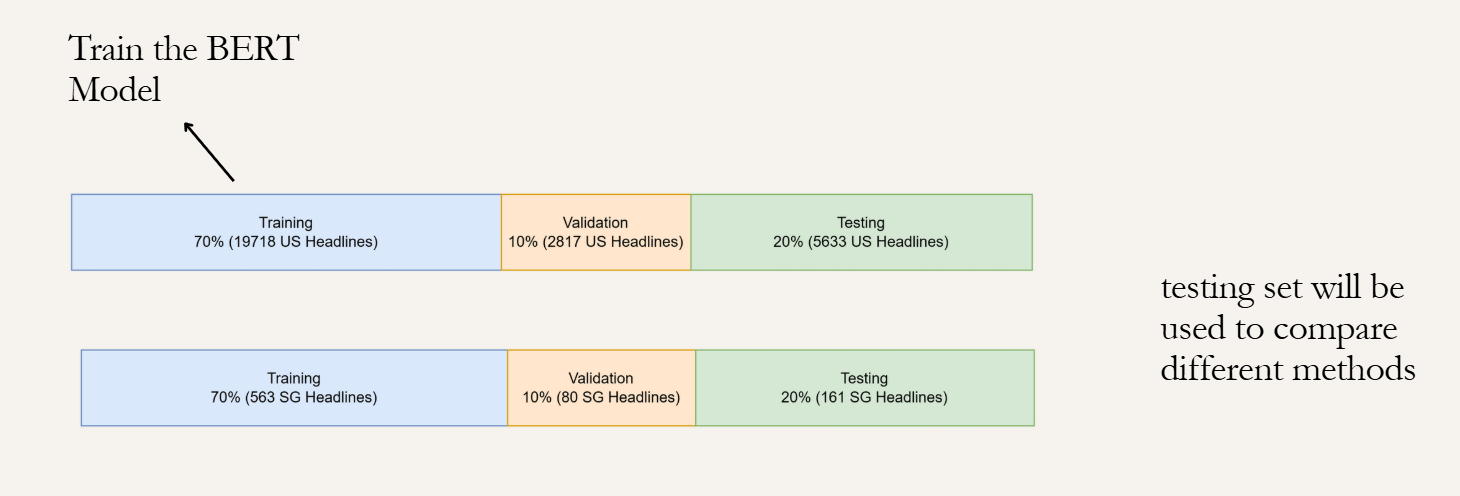 Train the BERT
Model
Training
70% (19718 US Headlines)
Validation
10% (2817 US Headlines)
Testing
20% (5633 US Headlines)
Training
70% (563 SG Headlines)
Validation
10% (80 SG Headlines)
Testing
20% (161 SG Headlines)
testing set will be
used to compare
different methods